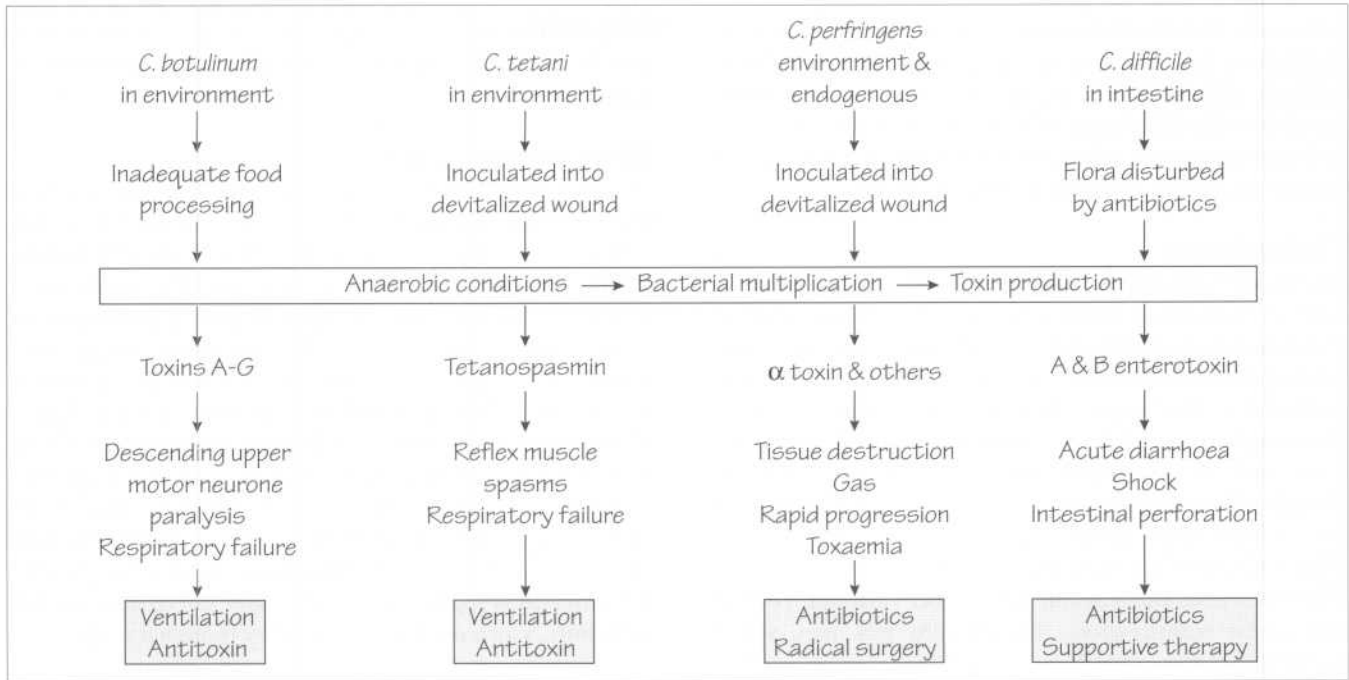 C. botulinum
in environment
C. tetani
in environment
C. perfringens
environment &
endogenous
C. difficile
in intestine
Inadequate food
processing
Inoculated into
devitalized wound
Inoculated into
devitalized wound
Flora disturbed
by antibiotics
Anaerobic conditions → Bacterial multiplication → Toxin production
Toxins A-G
Tetanospasmin
α toxin & others
A & B enterotoxin
Descending upper
motor neurone
paralysis
Respiratory failure
Reflex muscle
spasms
Respiratory failure
Tissue destruction
Gas
Rapid progression
Toxaemia
Acute diarrhoea
Shock
Intestinal perforation
Ventilation
Antitoxin
Ventilation
Antitoxin
Antibiotics
Radical surgery
Antibiotics
Supportive therapy